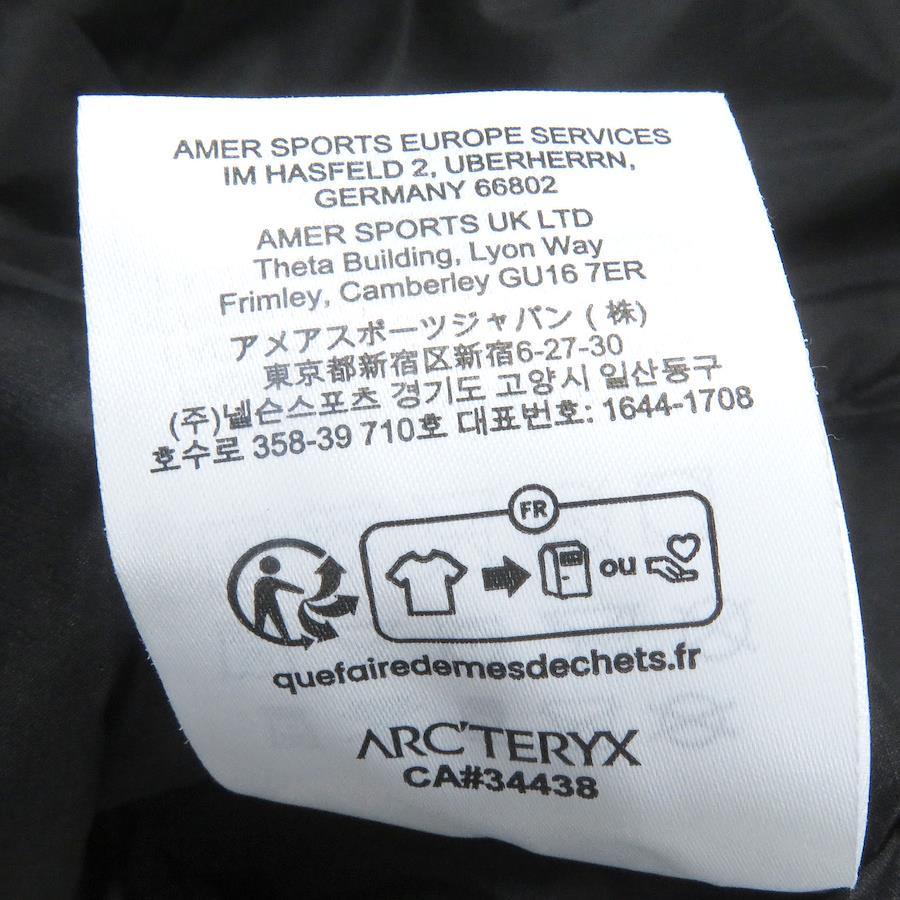 AMER SPORTS EUROPE SERVICES
IM HASFELD 2, UBERHERRN,
GERMANY 66802
AMER SPORTS UK LTD
Theta Building, Lyon Way
Frimley, Camberley GU16 7ER
アメアスポーツジャパン ( 株)
東京都新宿区新宿6-27-30
(주)넬슨스포츠 경기도 고양시 일산동구
호수로 358-39 710호 대표번호: 1644-1708
FR
ou
quefairedemesdechets.fr
ARC'TERYX
CA#34438